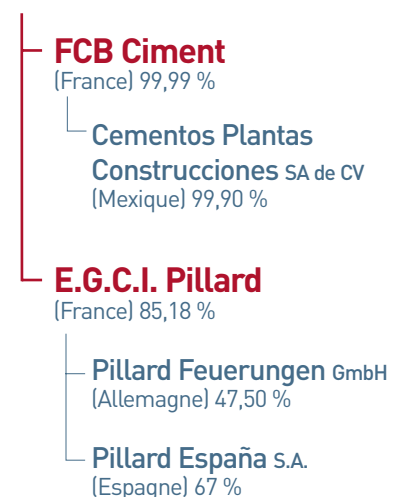 FCB Ciment
(France) 99,99 %
Cementos Plantas
Construcciones SA de CV
(Mexique) 99,90 %
E.G.C.I. Pillard
(France) 85,18 %
Pillard Feuerungen GmbH
(Allemagne) 47,50 %
Pillard España S.A.
(Espagne) 67 %